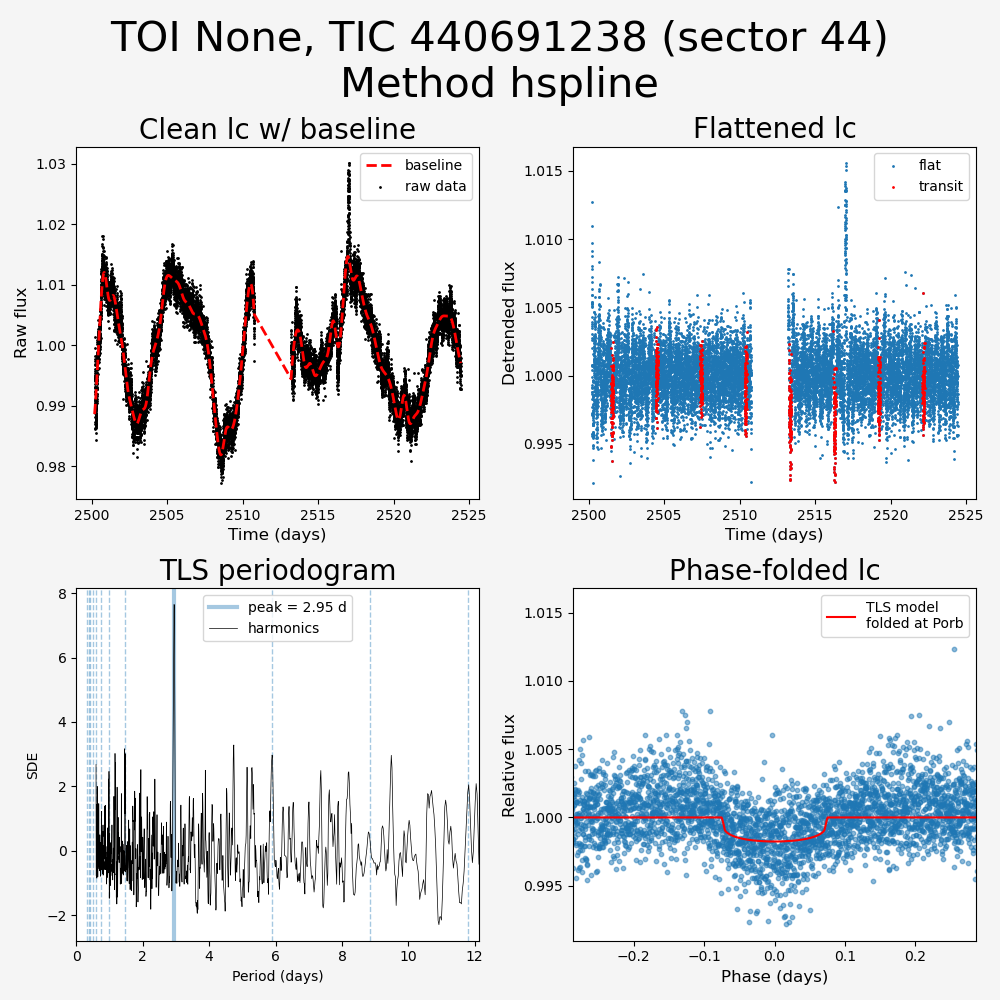 TOI None, TIC 440691238 (sector 44)
Method hspline
Clean lc w/ baseline
baseline
raw data
1.03
1.02
1.01
1.00
0.99
0.98
Raw flux
2500
2505
2510
2515
2520
2525
Time (days)
Flattened lc
flat
transit
1.015
1.010
1.005
1.000
0.995
Detrended flux
2500
2505
2510
2515
2520
2525
Time (days)
TLS periodogram
peak = 2.95 d
harmonics
8
6
4
2
0
−2
SDE
0
2
4
6
8
10
12
Period (days)
Phase-folded lc
TLS model
folded at Porb
1.015
1.010
1.005
1.000
0.995
Relative flux
−0.2
−0.1
0.0
0.1
0.2
Phase (days)